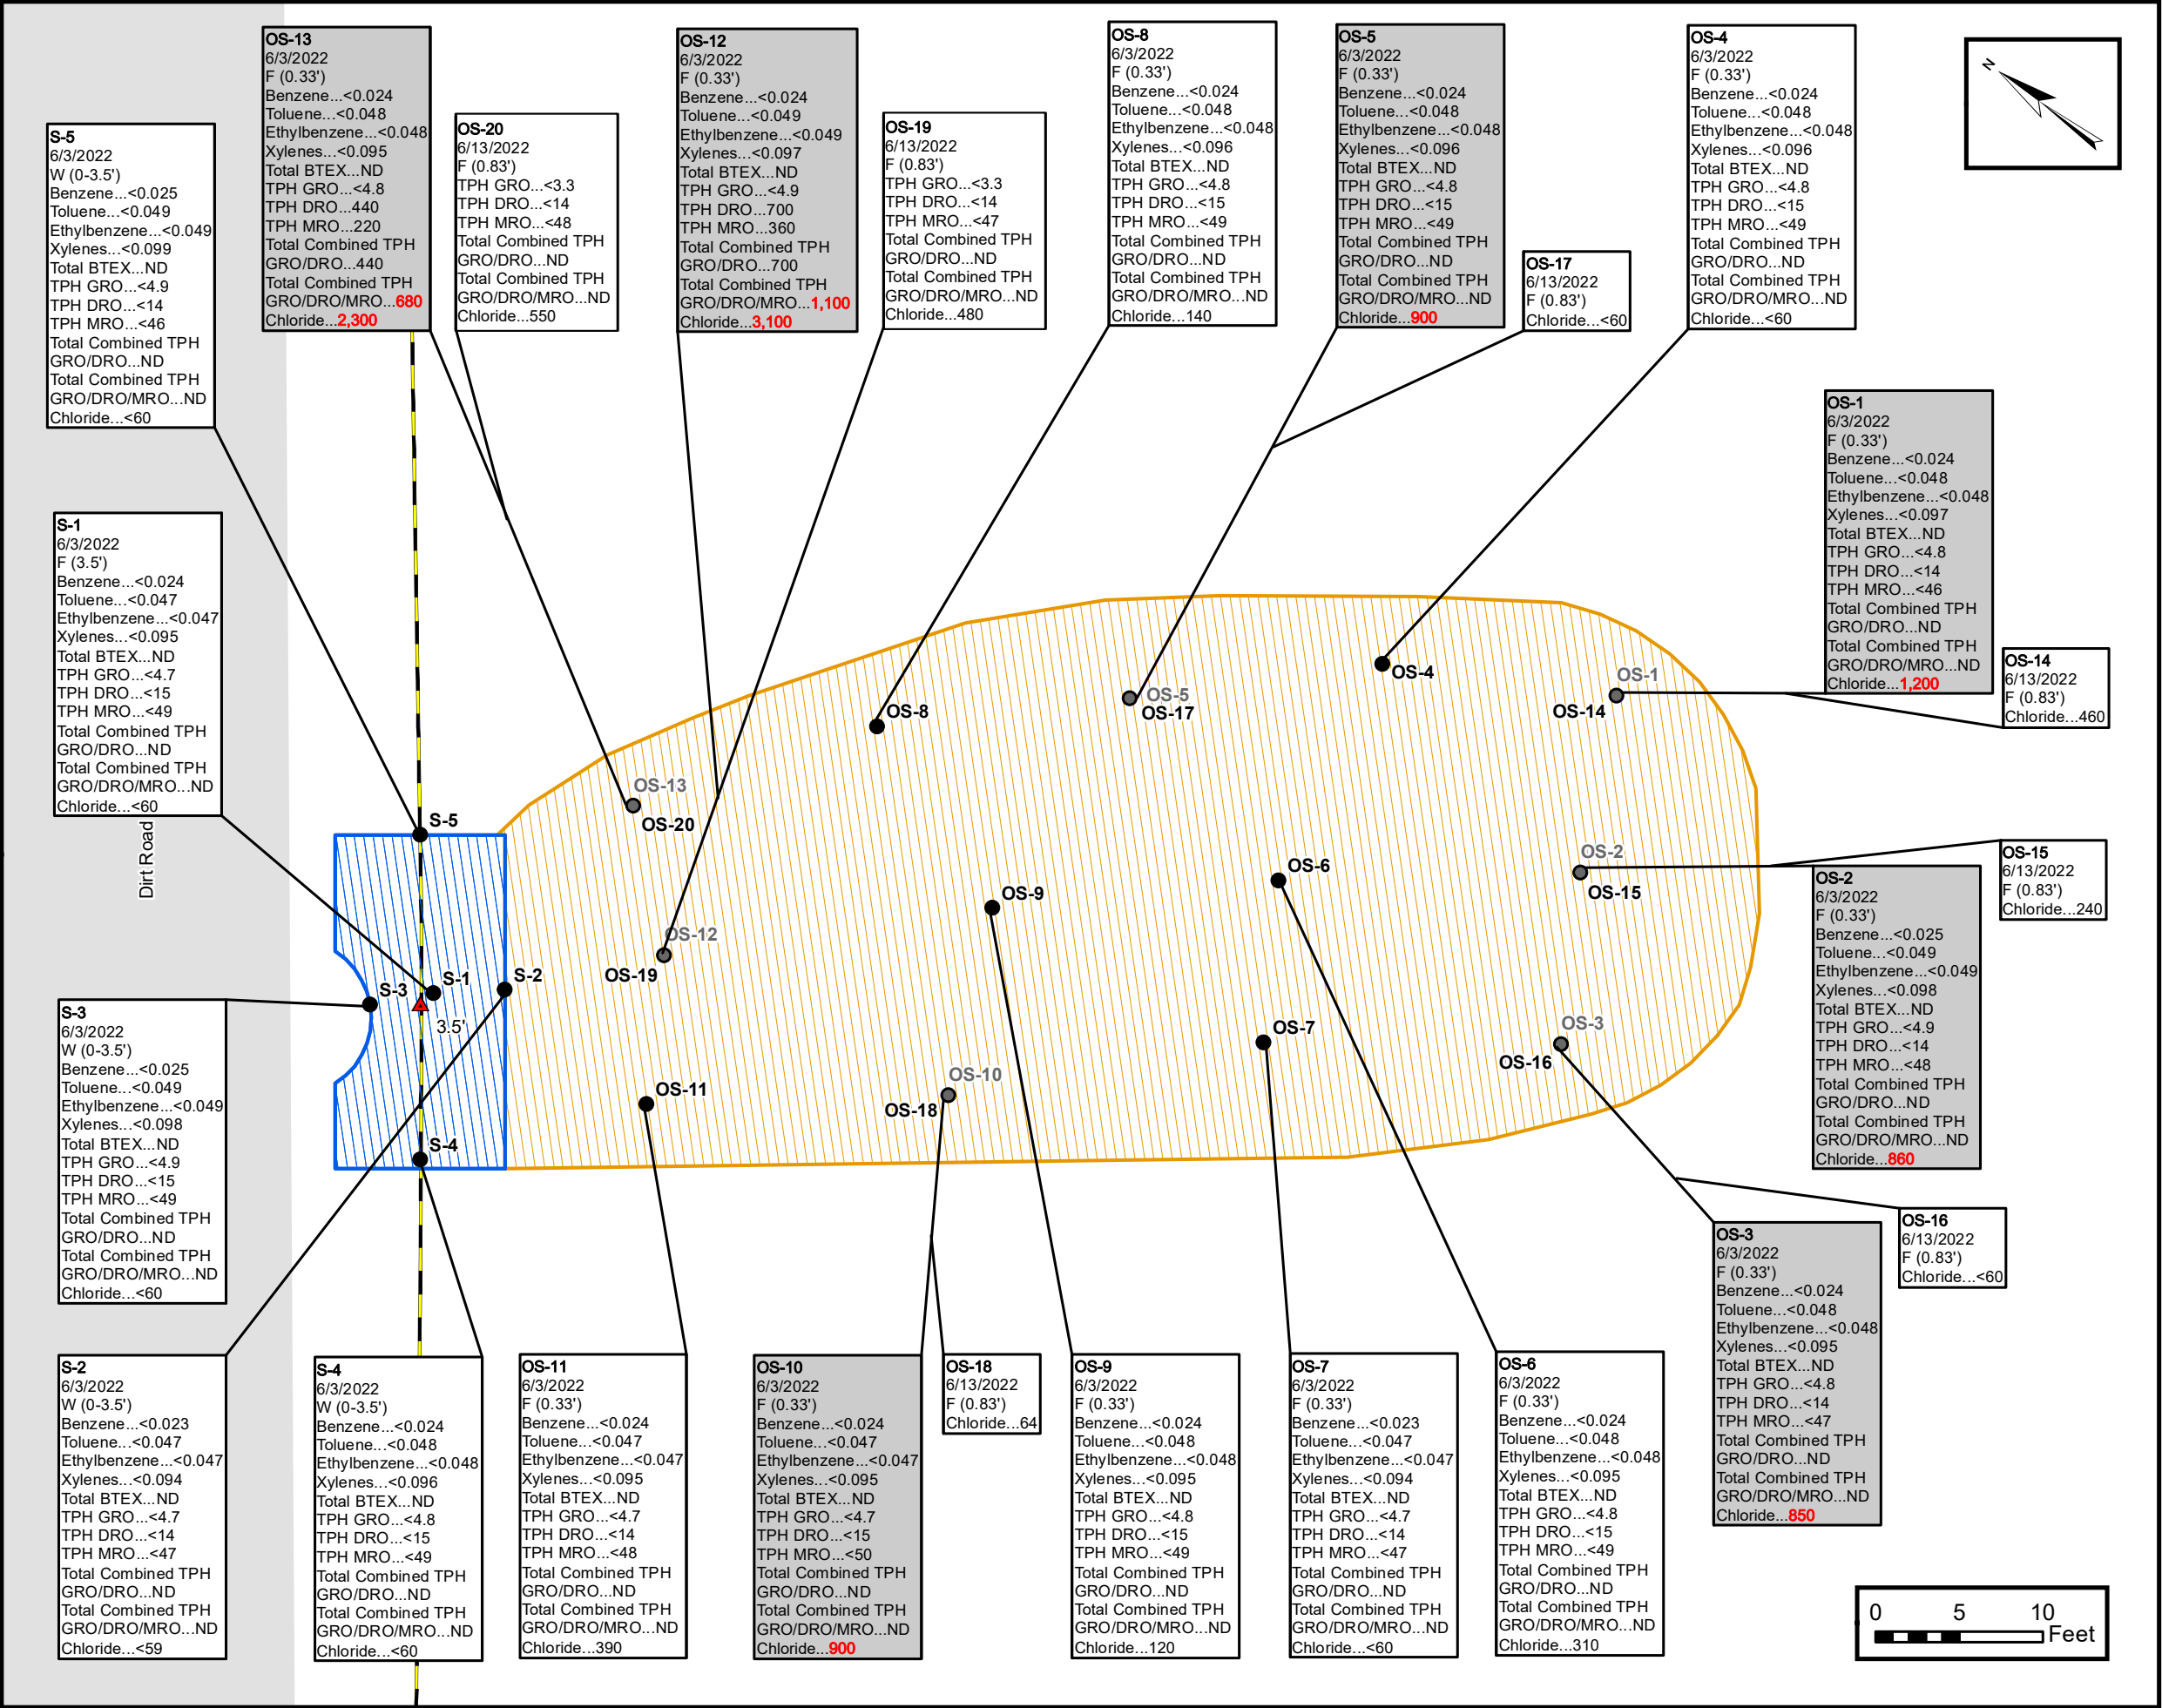 OS-13
6/3/2022
F (0.33')
Benzene...<0.024
Toluene...<0.048
Ethylbenzene...<0.048
Xylenes...<0.095
Total BTEX...ND
TPH GRO...<4.8
TPH DRO...440
TPH MRO...220
Total Combined TPH
GRO/DRO...440
Total Combined TPH
GRO/DRO/MRO...680
Chloride...2,300
OS-20
6/13/2022
F (0.83')
TPH GRO...<3.3
TPH DRO...<14
TPH MRO...<48
Total Combined TPH
GRO/DRO...ND
Total Combined TPH
GRO/DRO/MRO...ND
Chloride...550
OS-12
6/3/2022
F (0.33')
Benzene...<0.024
Toluene...<0.049
Ethylbenzene...<0.049
Xylenes...<0.097
Total BTEX...ND
TPH GRO...<4.9
TPH DRO...700
TPH MRO...360
Total Combined TPH
GRO/DRO...700
Total Combined TPH
GRO/DRO/MRO...1,100
Chloride...3,100
OS-19
6/13/2022
F (0.83')
TPH GRO...<3.3
TPH DRO...<14
TPH MRO...<47
Total Combined TPH
GRO/DRO...ND
Total Combined TPH
GRO/DRO/MRO...ND
Chloride...480
OS-8
6/3/2022
F (0.33')
Benzene...<0.024
Toluene...<0.048
Ethylbenzene...<0.048
Xylenes...<0.096
Total BTEX...ND
TPH GRO...<4.8
TPH DRO...<15
TPH MRO...<49
Total Combined TPH
GRO/DRO...ND
Total Combined TPH
GRO/DRO/MRO...ND
Chloride...140
OS-5
6/3/2022
F (0.33')
Benzene...<0.024
Toluene...<0.048
Ethylbenzene...<0.048
Xylenes...<0.096
Total BTEX...ND
TPH GRO...<4.8
TPH DRO...<15
TPH MRO...<49
Total Combined TPH
GRO/DRO...ND
Total Combined TPH
GRO/DRO/MRO...ND
Chloride...900
OS-17
6/13/2022
F (0.83')
Chloride...<60
OS-4
6/3/2022
F (0.33')
Benzene...<0.024
Toluene...<0.048
Ethylbenzene...<0.048
Xylenes...<0.096
Total BTEX...ND
TPH GRO...<4.8
TPH DRO...<15
TPH MRO...<49
Total Combined TPH
GRO/DRO...ND
Total Combined TPH
GRO/DRO/MRO...ND
Chloride...<60
N
S-5
6/3/2022
W (0-3.5')
Benzene...<0.025
Toluene...<0.049
Ethylbenzene...<0.049
Xylenes...<0.099
Total BTEX...ND
TPH GRO...<4.9
TPH DRO...<14
TPH MRO...<46
Total Combined TPH
GRO/DRO...ND
Total Combined TPH
GRO/DRO/MRO...ND
Chloride...<60
OS-1
6/3/2022
F (0.33')
Benzene...<0.024
Toluene...<0.048
Ethylbenzene...<0.048
Xylenes...<0.097
Total BTEX...ND
TPH GRO...<4.8
TPH DRO...<14
TPH MRO...<46
Total Combined TPH
GRO/DRO...ND
Total Combined TPH
GRO/DRO/MRO...ND
Chloride...1,200
OS-14
6/13/2022
F (0.83')
Chloride...460
S-1
6/3/2022
F (3.5')
Benzene...<0.024
Toluene...<0.047
Ethylbenzene...<0.047
Xylenes...<0.095
Total BTEX...ND
TPH GRO...<4.7
TPH DRO...<15
TPH MRO...<49
Total Combined TPH
GRO/DRO...ND
Total Combined TPH
GRO/DRO/MRO...ND
Chloride...<60
Dirt Road
OS-4
OS-1
OS-14
OS-5
OS-17
OS-8
OS-13
OS-20
S-5
OS-2
OS-15
OS-6
OS-9
OS-12
OS-19
S-1
S-2
S-3
3.5'
OS-3
OS-16
OS-7
OS-10
OS-18
OS-11
S-4
OS-15
6/13/2022
F (0.83')
Chloride...240
OS-2
6/3/2022
F (0.33')
Benzene...<0.025
Toluene...<0.049
Ethylbenzene...<0.049
Xylenes...<0.098
Total BTEX...ND
TPH GRO...<4.9
TPH DRO...<14
TPH MRO...<48
Total Combined TPH
GRO/DRO...ND
Total Combined TPH
GRO/DRO/MRO...ND
Chloride...860
S-3
6/3/2022
W (0-3.5')
Benzene...<0.025
Toluene...<0.049
Ethylbenzene...<0.049
Xylenes...<0.098
Total BTEX...ND
TPH GRO...<4.9
TPH DRO...<15
TPH MRO...<49
Total Combined TPH
GRO/DRO...ND
Total Combined TPH
GRO/DRO/MRO...ND
Chloride...<60
OS-16
6/13/2022
F (0.83')
Chloride...<60
OS-3
6/3/2022
F (0.33')
Benzene...<0.024
Toluene...<0.048
Ethylbenzene...<0.048
Xylenes...<0.095
Total BTEX...ND
TPH GRO...<4.8
TPH DRO...<14
TPH MRO...<47
Total Combined TPH
GRO/DRO...ND
Total Combined TPH
GRO/DRO/MRO...ND
Chloride...850
S-2
6/3/2022
W (0-3.5')
Benzene...<0.023
Toluene...<0.047
Ethylbenzene...<0.047
Xylenes...<0.094
Total BTEX...ND
TPH GRO...<4.7
TPH DRO...<14
TPH MRO...<47
Total Combined TPH
GRO/DRO...ND
Total Combined TPH
GRO/DRO/MRO...ND
Chloride...<59
S-4
6/3/2022
W (0-3.5')
Benzene...<0.024
Toluene...<0.048
Ethylbenzene...<0.048
Xylenes...<0.096
Total BTEX...ND
TPH GRO...<4.8
TPH DRO...<15
TPH MRO...<49
Total Combined TPH
GRO/DRO...ND
Total Combined TPH
GRO/DRO/MRO...ND
Chloride...<60
OS-11
6/3/2022
F (0.33')
Benzene...<0.024
Toluene...<0.047
Ethylbenzene...<0.047
Xylenes...<0.095
Total BTEX...ND
TPH GRO...<4.7
TPH DRO...<14
TPH MRO...<48
Total Combined TPH
GRO/DRO...ND
Total Combined TPH
GRO/DRO/MRO...ND
Chloride...390
OS-10
6/3/2022
F (0.33')
Benzene...<0.024
Toluene...<0.047
Ethylbenzene...<0.047
Xylenes...<0.095
Total BTEX...ND
TPH GRO...<4.7
TPH DRO...<15
TPH MRO...<50
Total Combined TPH
GRO/DRO...ND
Total Combined TPH
GRO/DRO/MRO...ND
Chloride...900
OS-18
6/13/2022
F (0.83')
Chloride...64
OS-9
6/3/2022
F (0.33')
Benzene...<0.024
Toluene...<0.048
Ethylbenzene...<0.048
Xylenes...<0.095
Total BTEX...ND
TPH GRO...<4.8
TPH DRO...<15
TPH MRO...<49
Total Combined TPH
GRO/DRO...ND
Total Combined TPH
GRO/DRO/MRO...ND
Chloride...120
OS-7
6/3/2022
F (0.33')
Benzene...<0.023
Toluene...<0.047
Ethylbenzene...<0.047
Xylenes...<0.094
Total BTEX...ND
TPH GRO...<4.7
TPH DRO...<14
TPH MRO...<47
Total Combined TPH
GRO/DRO...ND
Total Combined TPH
GRO/DRO/MRO...ND
Chloride...<60
OS-6
6/3/2022
F (0.33')
Benzene...<0.024
Toluene...<0.048
Ethylbenzene...<0.048
Xylenes...<0.095
Total BTEX...ND
TPH GRO...<4.8
TPH DRO...<15
TPH MRO...<49
Total Combined TPH
GRO/DRO...ND
Total Combined TPH
GRO/DRO/MRO...ND
Chloride...310
0 5 10
Feet